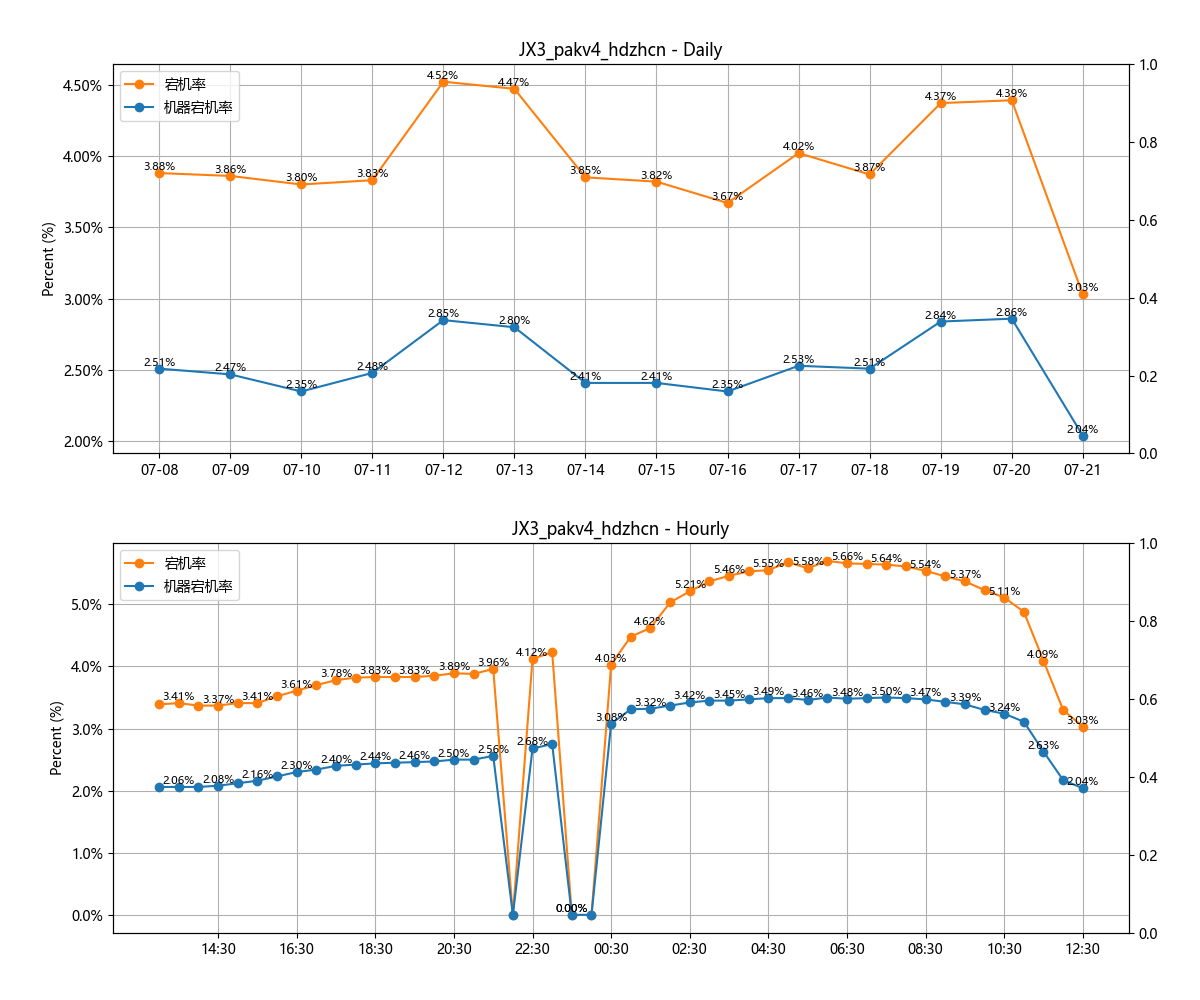 JX3_pakv4_hdzhcn - Daily
宕机率
机器宕机率
Percent (%)
4.50%
4.00%
3.50%
3.00%
2.50%
2.00%
1.0
0.8
0.6
0.4
0.2
0.0
3.88% 3.86% 3.80% 3.83% 4.52% 4.47% 3.85% 3.82% 3.67% 4.02% 3.87% 4.37% 4.39% 3.03%
2.51% 2.47% 2.35% 2.48% 2.85% 2.80% 2.41% 2.41% 2.35% 2.53% 2.51% 2.84% 2.86% 2.04%
07-08 07-09 07-10 07-11 07-12 07-13 07-14 07-15 07-16 07-17 07-18 07-19 07-20 07-21
JX3_pakv4_hdzhcn - Hourly
宕机率
机器宕机率
Percent (%)
5.0%
4.0%
3.0%
2.0%
1.0%
0.0%
1.0
0.8
0.6
0.4
0.2
0.0
3.41% 3.37% 3.41% 3.61% 3.78% 3.83% 3.83% 3.89% 3.96% 4.12% 0.00% 4.03% 4.62% 5.21% 5.46% 5.55% 5.58% 5.66% 5.64% 5.54% 5.37% 5.11% 4.09% 3.03%
2.06% 2.08% 2.16% 2.30% 2.40% 2.44% 2.46% 2.50% 2.56% 2.68% 0.00% 3.08% 3.32% 3.42% 3.45% 3.49% 3.46% 3.48% 3.50% 3.47% 3.39% 3.24% 2.63% 2.04%
14:30 16:30 18:30 20:30 22:30 00:30 02:30 04:30 06:30 08:30 10:30 12:30